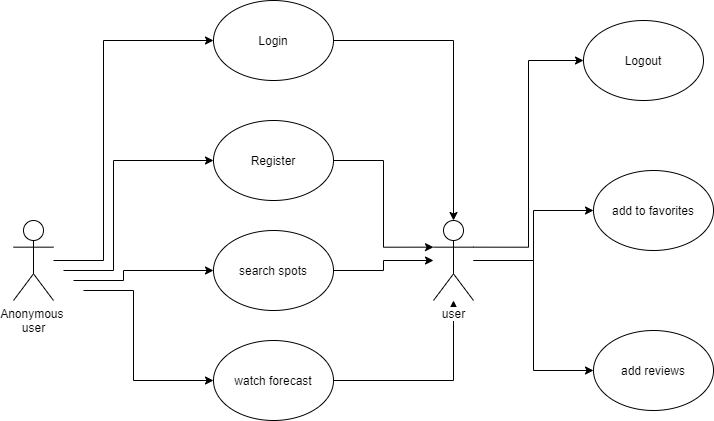 Login
Logout
Register
add to favorites
search spots
Anonymous
user
user
add reviews
watch forecast